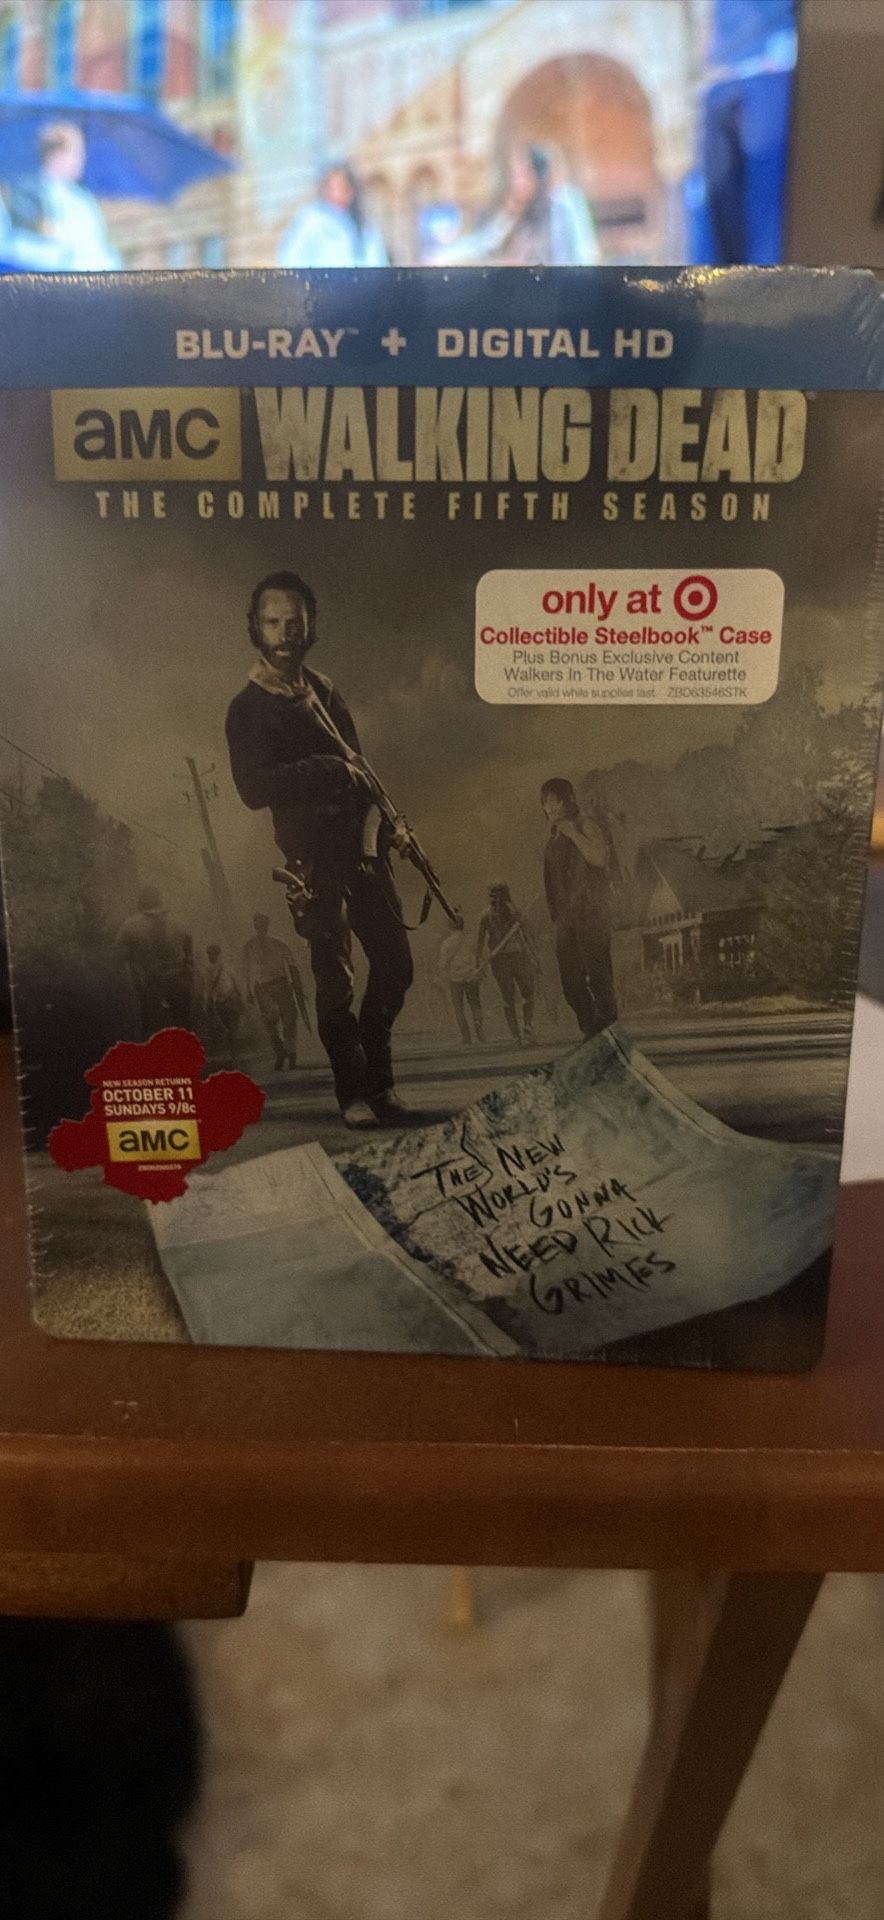 BLU-RAY™ + DIGITAL HD
aMC WALKING DEAD
THE COMPLETE FIFTH SEASON
only at
Collectible Steelbook™ Case
Plus Bonus Exclusive Content
Walkers In The Water Featurette
Offer valid while supplies last ZBD63546STK
NEW SEASON RETURNS
OCTOBER 11
SUNDAYS 9/8c
aMC
THE NEW
WORLD'S
GONNA
NEED RICK
GRIMES